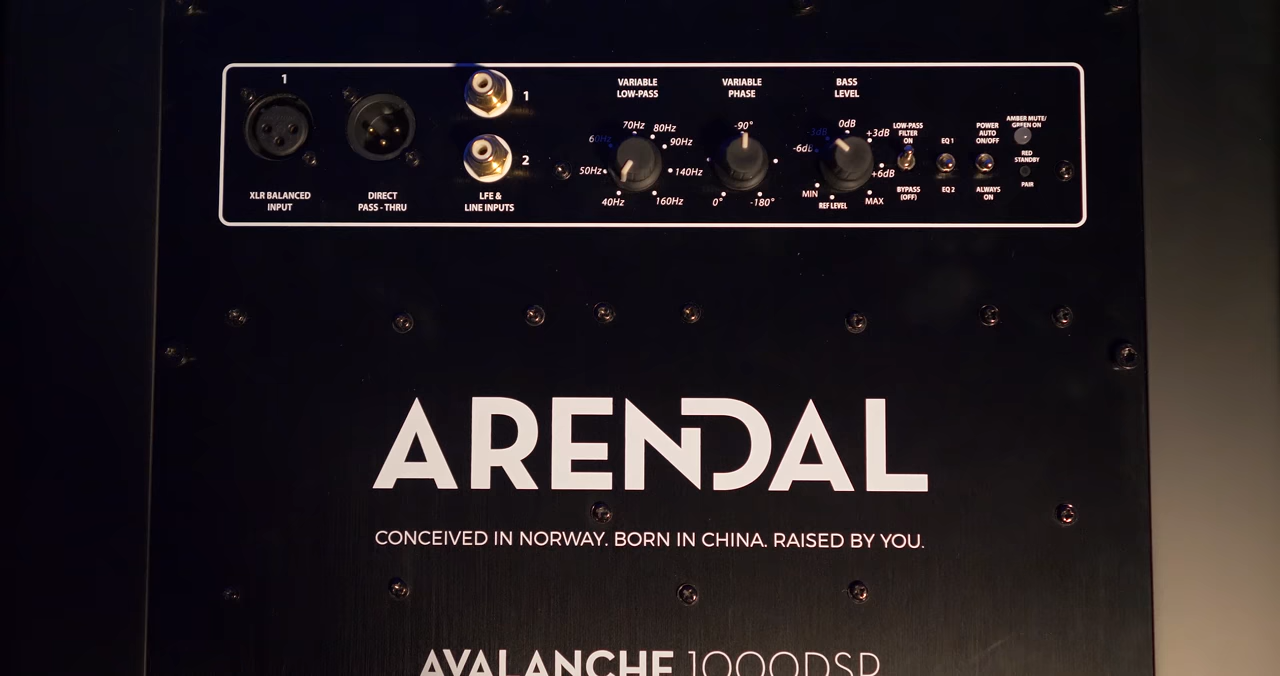 1
XLR BALANCED
INPUT
DIRECT
PASS - THRU
1
2
LFE &
LINE INPUTS
VARIABLE
LOW-PASS
40Hz
50Hz
60Hz
70Hz
80Hz
90Hz
140Hz
160Hz
VARIABLE
PHASE
-90°
0°
-180°
BASS
LEVEL
MIN
-6dB
-3dB
0dB
+3dB
+6dB
MAX
REF LEVEL
LOW-PASS
FILTER
ON
BYPASS
(OFF)
EQ 1
EQ 2
POWER
AUTO
ON/OFF
ALWAYS
ON
AMBER MUTE/
GREEN ON
RED
STANDBY
PAIR
ARENDAL
CONCEIVED IN NORWAY. BORN IN CHINA. RAISED BY YOU.
AVALANCHE 1000DSP